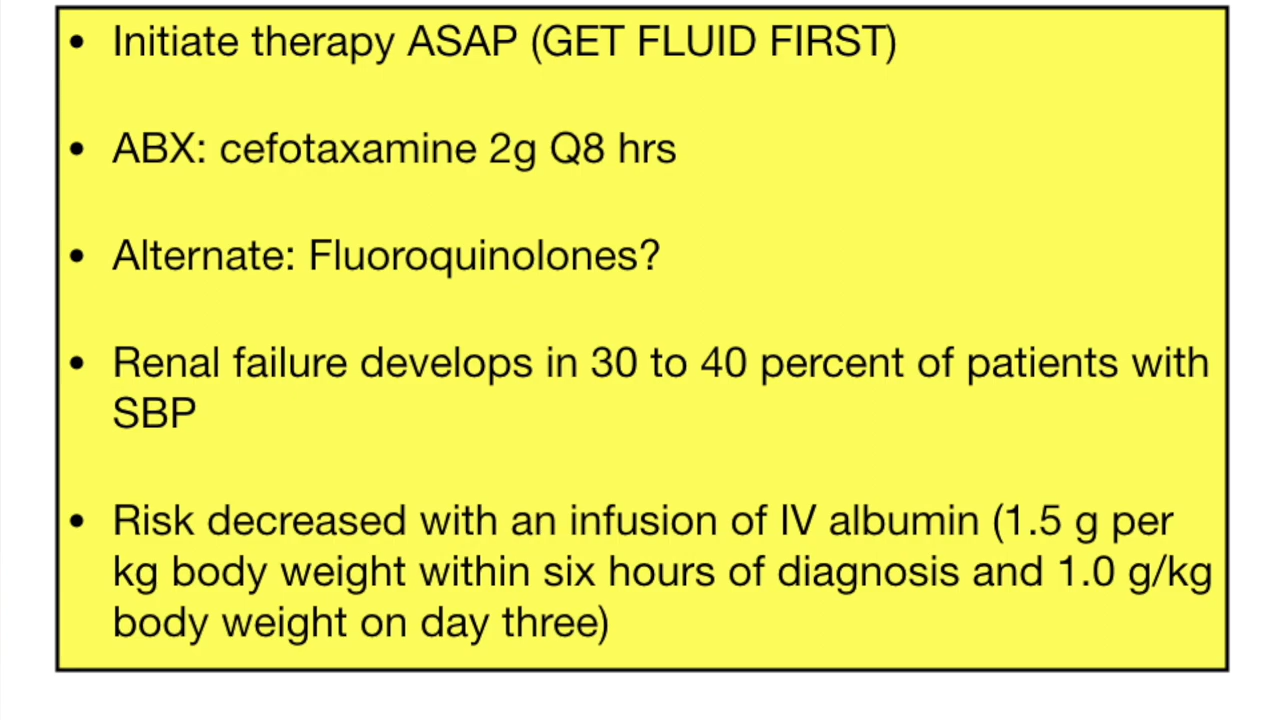 • Initiate therapy ASAP (GET FLUID FIRST)
• ABX: cefotaxamine 2g Q8 hrs
• Alternate: Fluoroquinolones?
• Renal failure develops in 30 to 40 percent of patients with
SBP
• Risk decreased with an infusion of IV albumin (1.5 g per
kg body weight within six hours of diagnosis and 1.0 g/kg
body weight on day three)